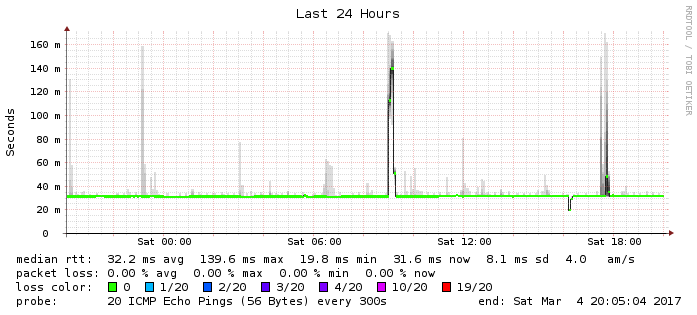 Last 24 Hours
RRDTOOL / TOBI OETIKER
Seconds
160 m
140 m
120 m
100 m
80 m
60 m
40 m
20 m
0
Sat 00:00 Sat 06:00 Sat 12:00 Sat 18:00
median rtt: 32.2 ms avg 139.6 ms max 19.8 ms min 31.6 ms now 8.1 ms sd 4.0 am/s
packet loss: 0.00 % avg 0.00 % max 0.00 % min 0.00 % now
loss color: 0 1/20 2/20 3/20 4/20 10/20 19/20
probe: 20 ICMP Echo Pings (56 Bytes) every 300s end: Sat Mar 4 20:05:04 2017